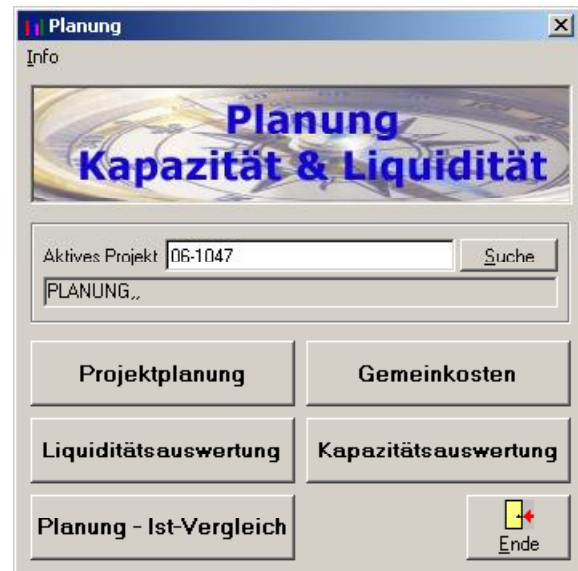 Planung
Info
Planung
Kapazität & Liquidität
Aktives Projekt 06-1047 Suche
PLANUNG,,
Projektplanung Gemeinkosten
Liquiditätsauswertung Kapazitätsauswertung
Planung - Ist-Vergleich Ende